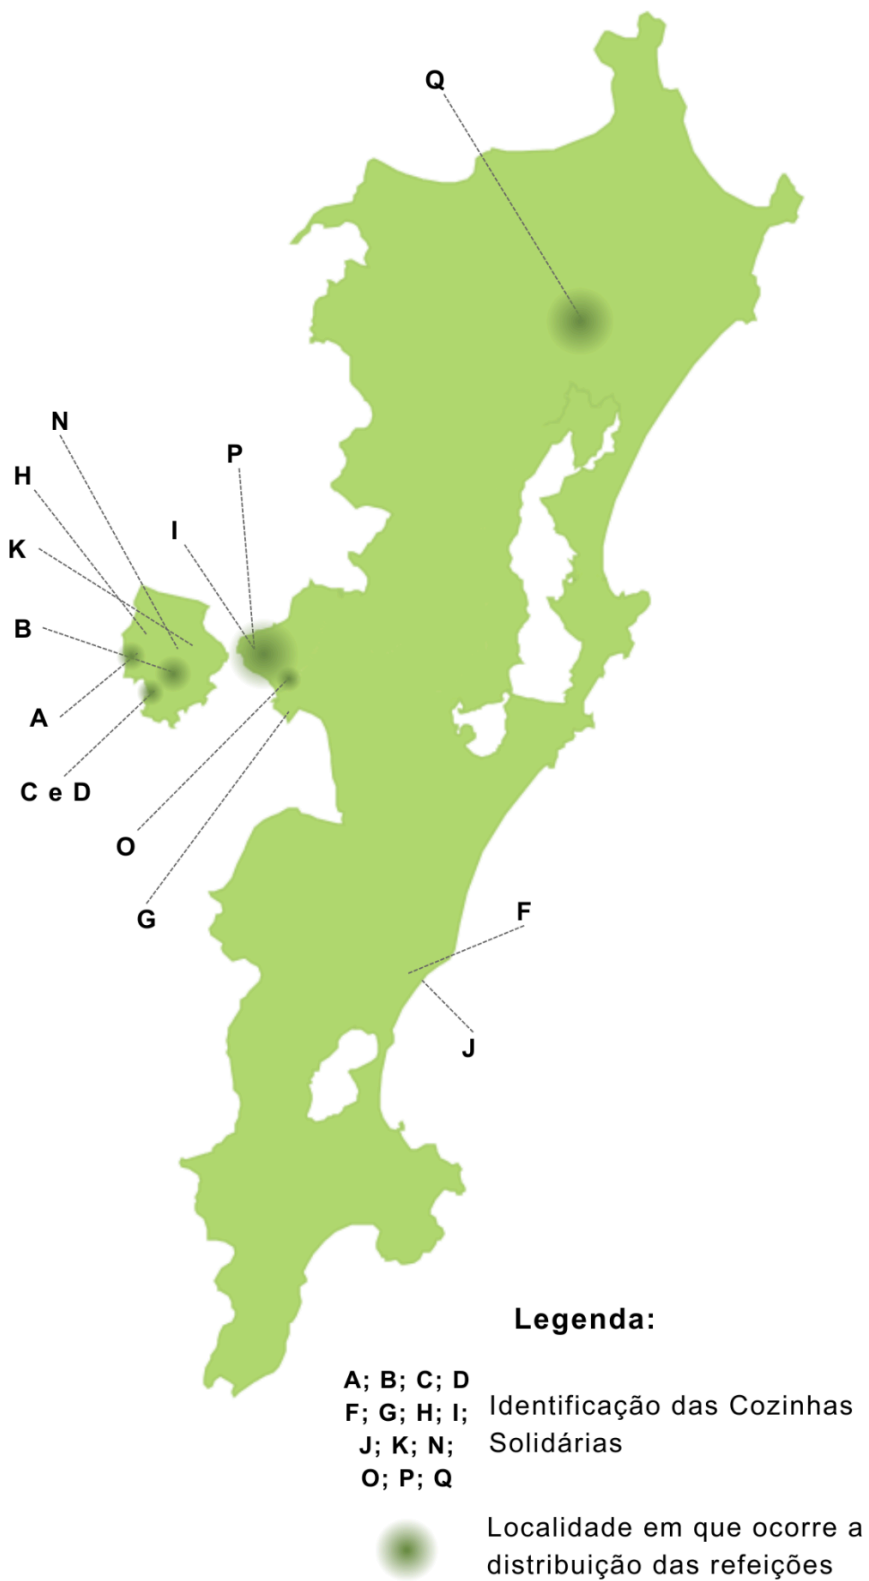 Q
N
P
H
I
K
B
A
C e D
O
G
F
J
Legenda:
A; B; C; D
F; G; H; I;
J; K; N;
O; P; Q
Identificação das Cozinhas
Solidárias
Localidade em que ocorre a
distribuição das refeições